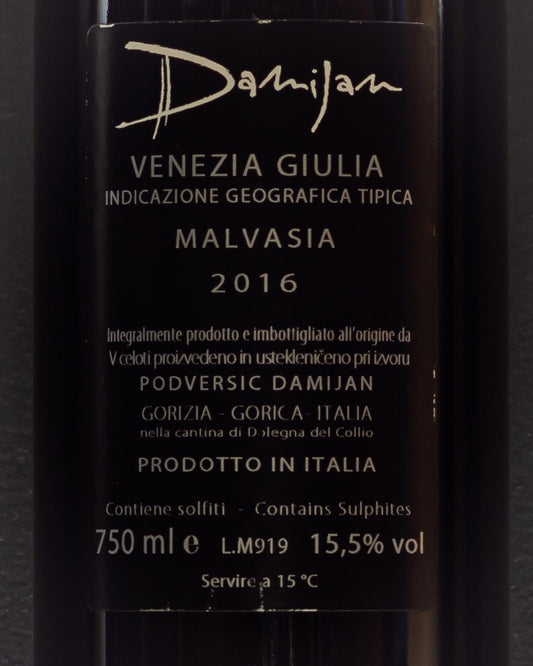 Damijan
VENEZIA GIULIA
INDICAZIONE GEOGRAFICA TIPICA
MALVASIA
2016
Integralmente prodotto e imbottigliato all'origine da
V celoti proizvedeno in ustekleničeno pri izvoru
PODVERSIC DAMIJAN
GORIZIA - GORICA- ITALIA
nella cantina di Dolegna del Collio
PRODOTTO IN ITALIA
Contiene solfiti - Contains Sulphites
750 ml e L.M919 15,5% vol
Servire a 15 °C